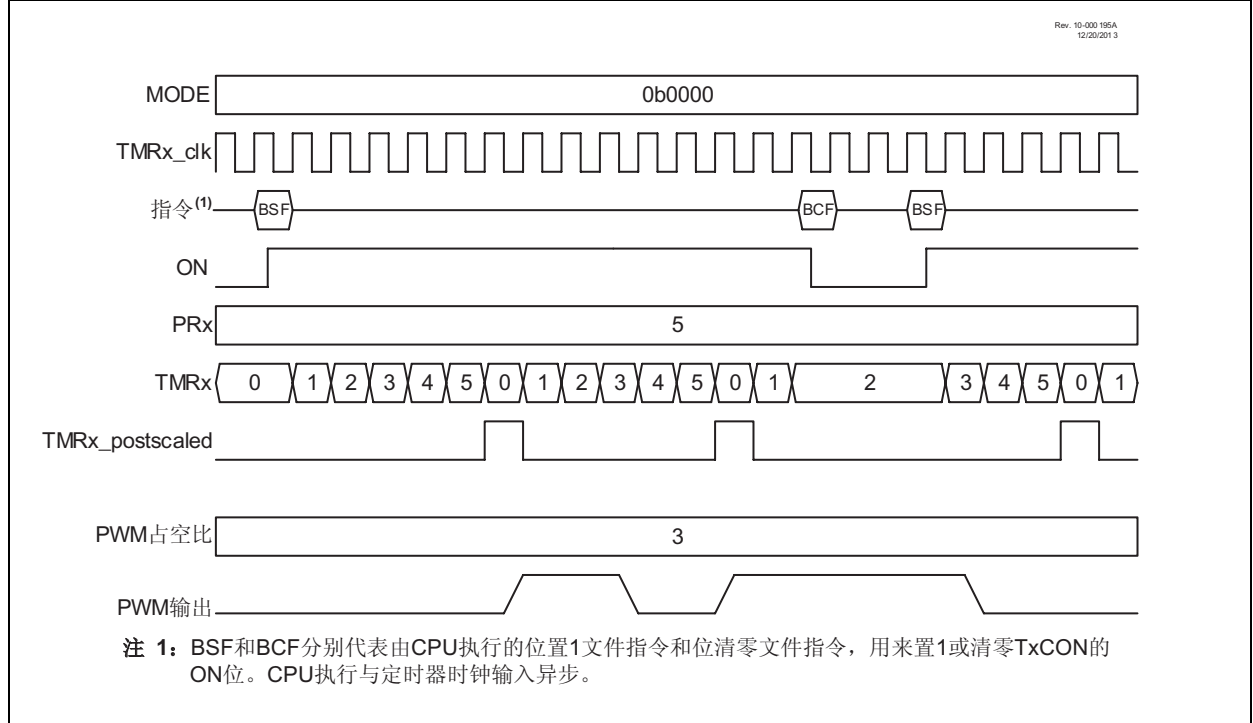 Rev. 10-000 195A
12/20/201 3
MODE 0b0000
TMRx_clk
指令(1) BSF BCF BSF
ON
PRx 5
TMRx 0 1 2 3 4 5 0 1 2 3 4 5 0 1 2 3 4 5 0 1
TMRx_postscaled
PWM占空比 3
PWM输出
注 1：BSF和BCF分别代表由CPU执行的位置1文件指令和位清零文件指令，用来置1或清零TxCON的
ON位。CPU执行与定时器时钟输入异步。